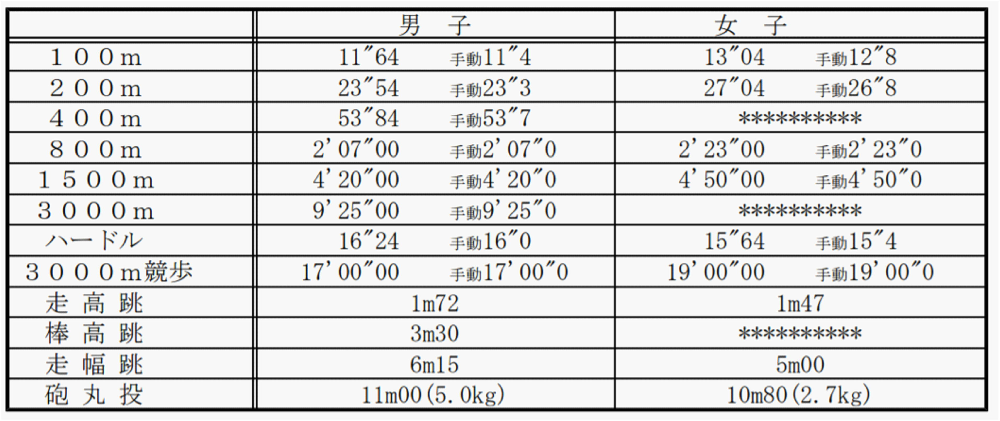 男　子　女　子
１００ｍ　11″64　手動11″4　13″04　手動12″8
２００ｍ　23″54　手動23″3　27″04　手動26″8
４００ｍ　53″84　手動53″7　**********
８００ｍ　2’07″00　手動2’07″0　2’23″00　手動2’23″0
１５００ｍ　4’20″00　手動4’20″0　4’50″00　手動4’50″0
３０００ｍ　9’25″00　手動9’25″0　**********
ハードル　16″24　手動16″0　15″64　手動15″4
３０００ｍ競歩　17’00″00　手動17’00″0　19’00″00　手動19’00″0
走 高 跳　1m72　1m47
棒 高 跳　3m30　**********
走 幅 跳　6m15　5m00
砲 丸 投　11m00(5.0kg)　10m80(2.7kg)